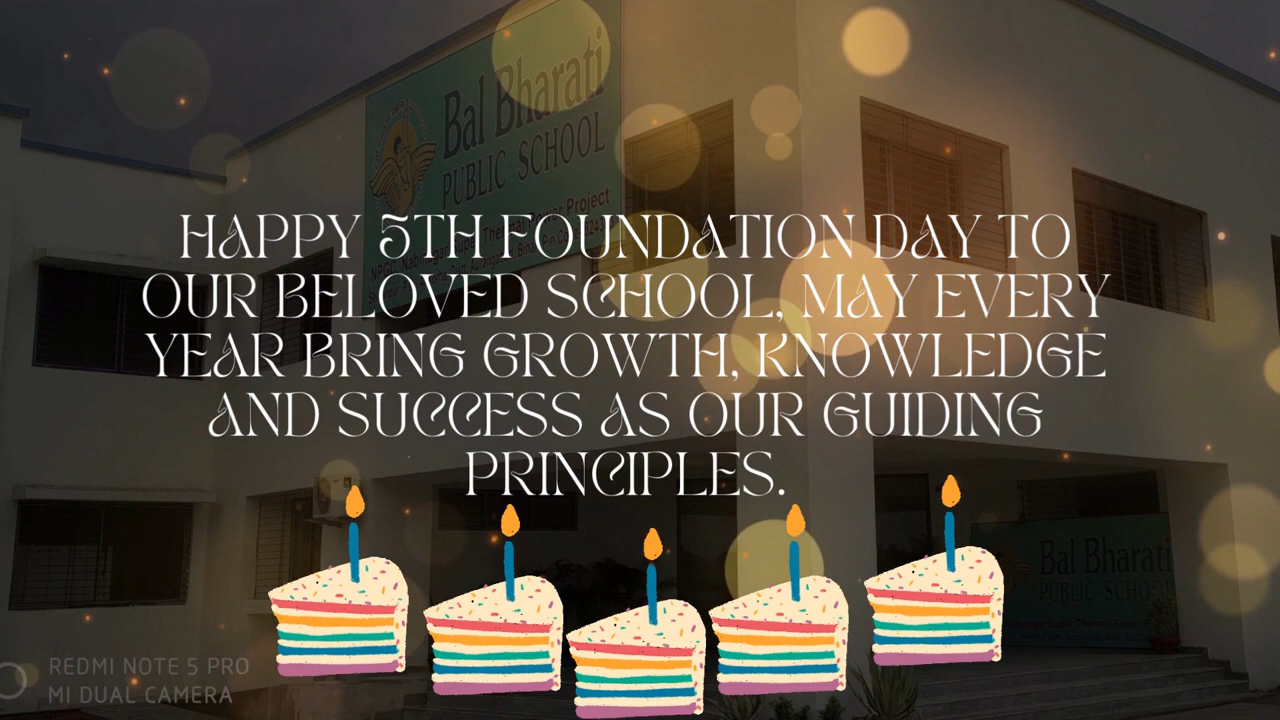 Bal Bharati
PUBLIC SCHOOL
HAPPY 5TH FOUNDATION DAY TO
OUR BELOVED SCHOOL, MAY EVERY
YEAR BRING GROWTH, KNOWLEDGE
AND SUCCESS AS OUR GUIDING
PRINCIPLES.
Bal Bharati
PUBLIC SCHOOL
REDMI NOTE 5 PRO
MI DUAL CAMERA